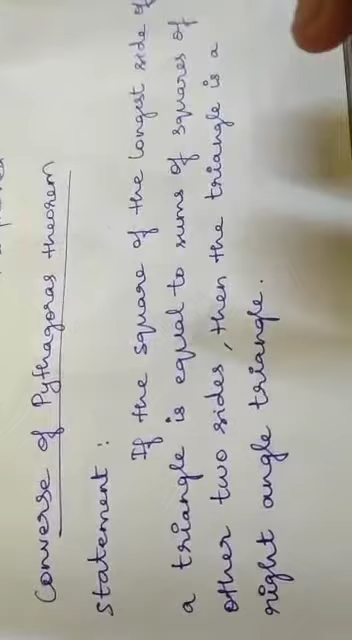 Converse of Pythagoras theorem
Statement:
If the square of the longest side of
a triangle is equal to sums of squares of
other two sides, then the triangle is a
right angle triangle.